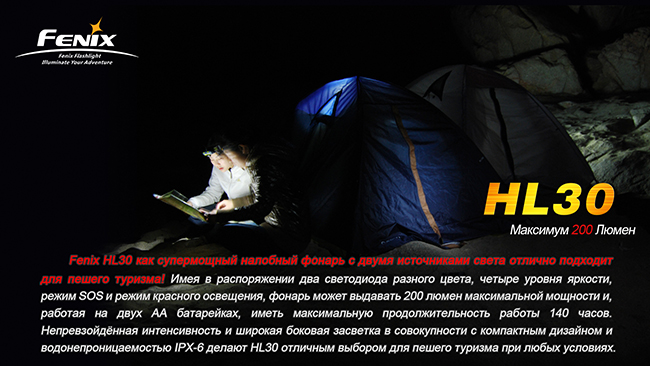 FENIX
Fenix Flashlight
Illuminate Your Adventure
HL30
Максимум 200 Люмен
Fenix HL30 как супермощный налобный фонарь с двумя источниками света отлично подходит
для пешего туризма! Имея в распоряжении два светодиода разного цвета, четыре уровня яркости,
режим SOS и режим красного освещения, фонарь может выдавать 200 люмен максимальной мощности и,
работая на двух АА батарейках, иметь максимальную продолжительность работы 140 часов.
Непревзойдённая интенсивность и широкая боковая засветка в совокупности с компактным дизайном и
водонепроницаемостью IPX-6 делают HL30 отличным выбором для пешего туризма при любых условиях.